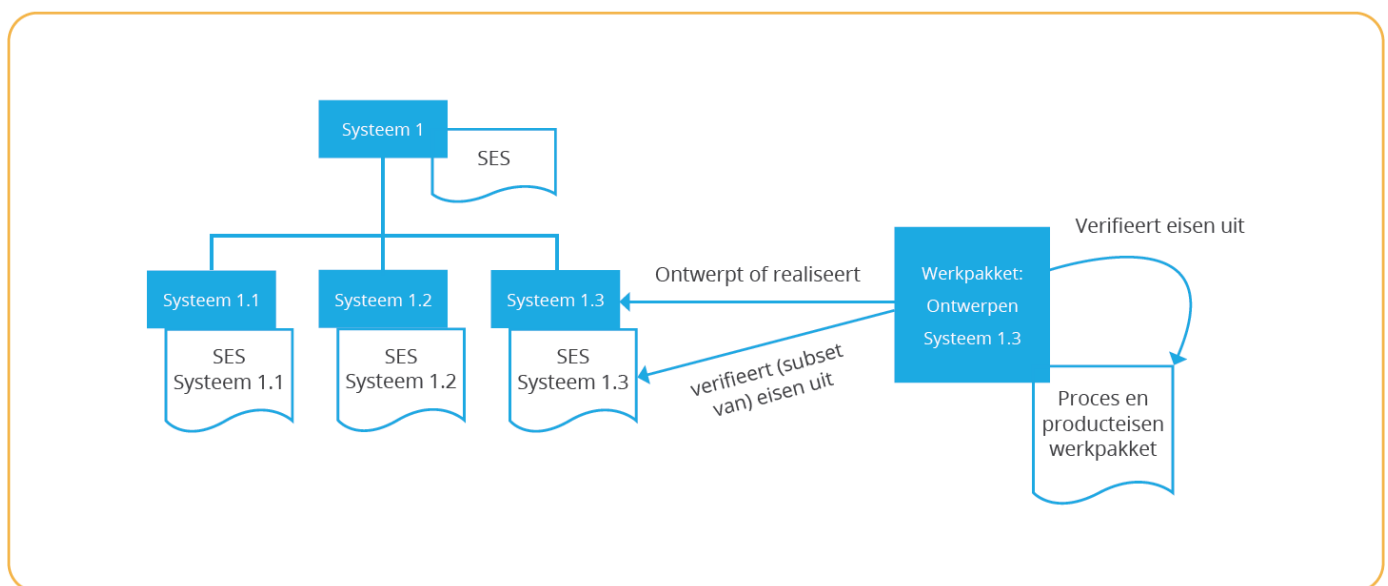 Systeem 1
SES
Verifieert eisen uit
Systeem 1.1
Systeem 1.2
Systeem 1.3
Ontwerpt of realiseert
Werkpakket:
Ontwerpen
Systeem 1.3
SES
Systeem 1.1
SES
Systeem 1.2
SES
Systeem 1.3
verifieert (subset
van) eisen uit
Proces en
producteisen
werkpakket